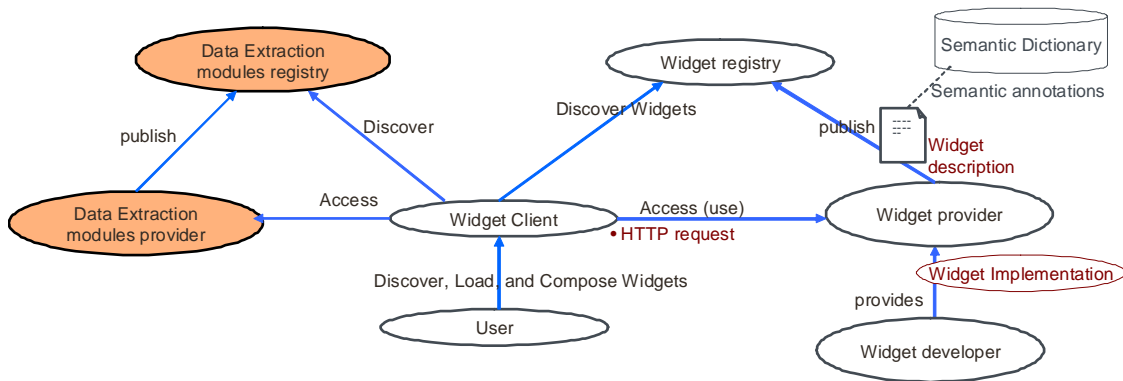 Data Extraction
modules registry
Widget registry
Semantic Dictionary
Semantic annotations
publish
Discover
Discover Widgets
publish
Widget
description
Data Extraction
modules provider
Access
Widget Client
Access (use)
• HTTP request
Widget provider
Discover, Load, and Compose Widgets
Widget Implementation
provides
User
Widget developer